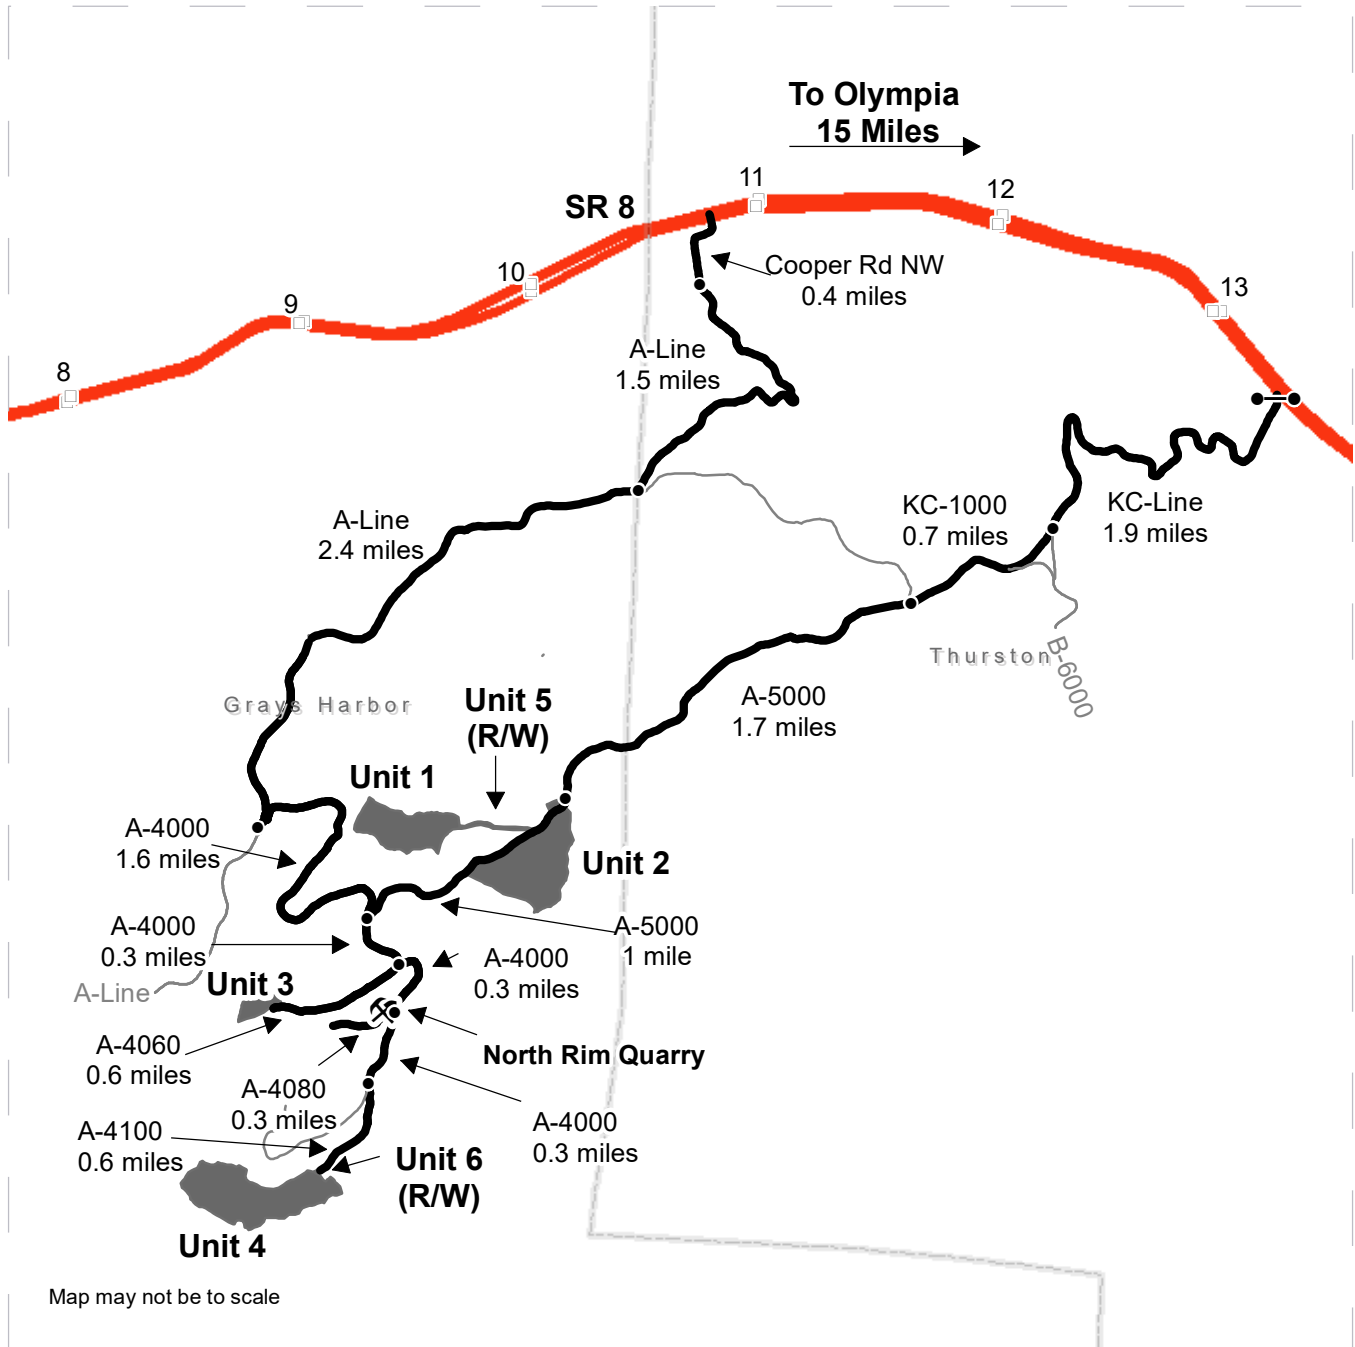 To Olympia
15 Miles
11
12
SR 8
10
Cooper Rd NW
0.4 miles
13
9
A-Line
1.5 miles
8
KC-1000
0.7 miles
KC-Line
1.9 miles
A-Line
2.4 miles
Thurston
B-6000
Grays Harbor
Unit 5
(R/W)
A-5000
1.7 miles
Unit 1
A-4000
1.6 miles
Unit 2
A-4000
0.3 miles
A-5000
1 mile
A-4000
0.3 miles
Unit 3
A-Line
A-4060
0.6 miles
North Rim Quarry
A-4080
0.3 miles
A-4000
0.3 miles
A-4100
0.6 miles
Unit 6
(R/W)
Unit 4
Map may not be to scale